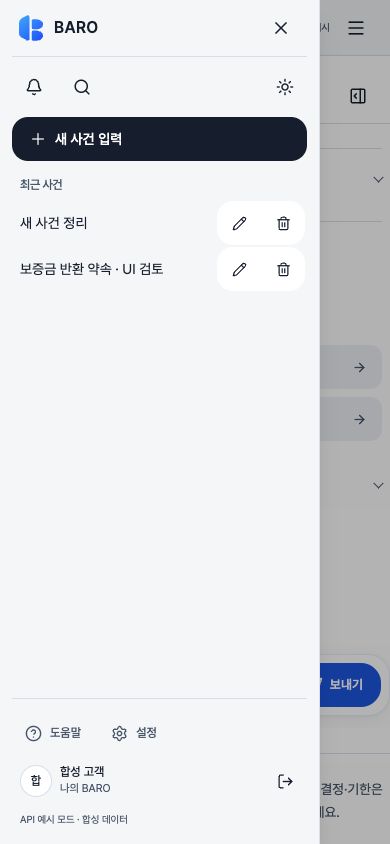 BARO
시
새 사건 입력
최근 사건
새 사건 정리
보증금 반환 약속 · UI 검토
보내기
도움말
설정
합
합성 고객
나의 BARO
결정·기한은
요.
API 예시 모드 · 합성 데이터